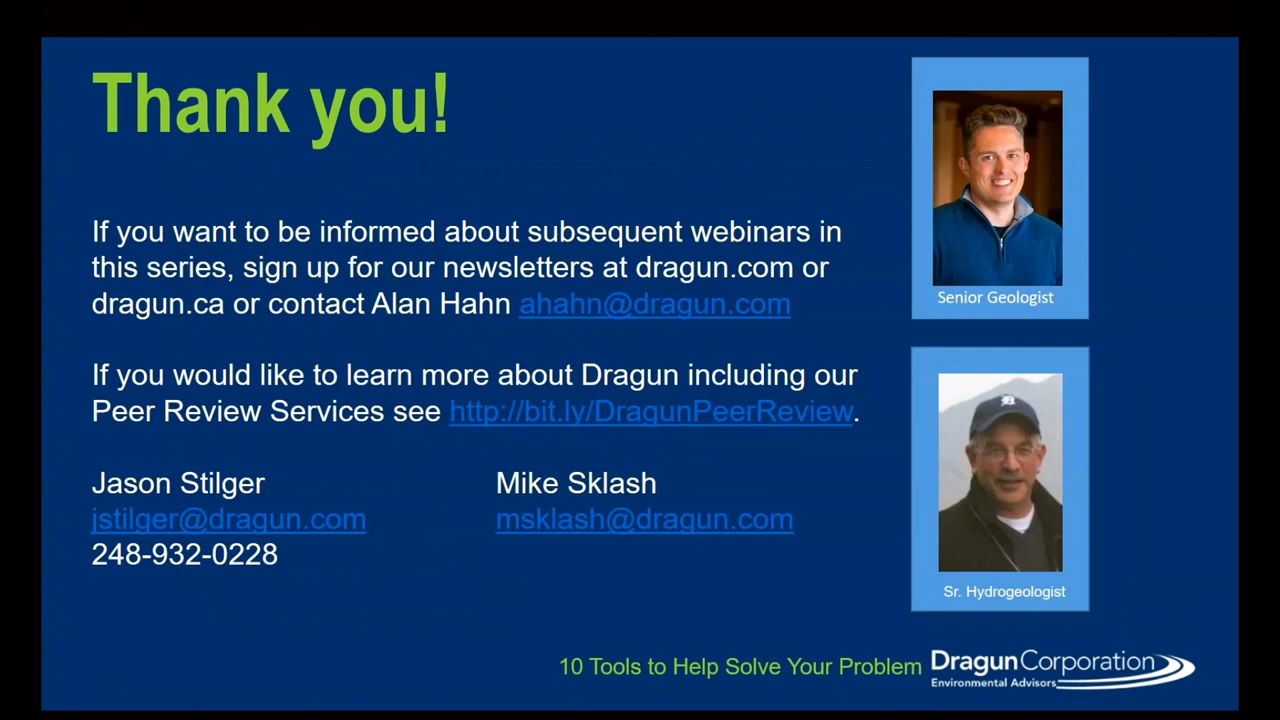 Thank you!
If you want to be informed about subsequent webinars in
this series, sign up for our newsletters at dragun.com or
dragun.ca or contact Alan Hahn ahahn@dragun.com
If you would like to learn more about Dragun including our
Peer Review Services see http://bit.ly/DragunPeerReview.
Jason Stilger
jstilger@dragun.com
248-932-0228
Mike Sklash
msklash@dragun.com
Senior Geologist
Sr. Hydrogeologist
10 Tools to Help Solve Your Problem
DragunCorporation
Environmental Advisors